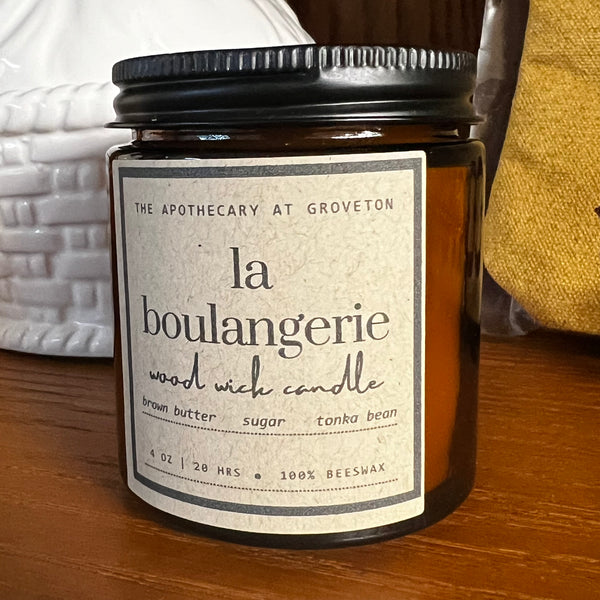 THE APOTHECARY AT GROVETON
la
boulangerie
wood wick candle
brown butter sugar tonka bean
4 OZ | 20 HRS • 100% BEESWAX